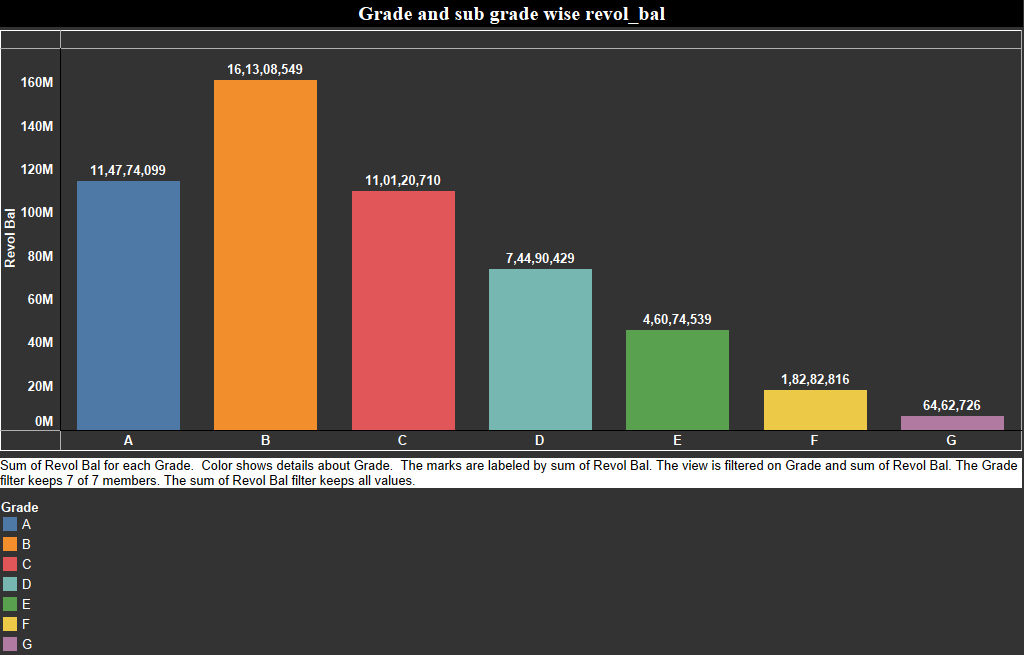 Grade and sub grade wise revol_bal
Revol Bal
160M
140M
120M
100M
80M
60M
40M
20M
0M
11,47,74,099
16,13,08,549
11,01,20,710
7,44,90,429
4,60,74,539
1,82,82,816
64,62,726
A B C D E F G
Sum of Revol Bal for each Grade.  Color shows details about Grade.  The marks are labeled by sum of Revol Bal. The view is filtered on Grade and sum of Revol Bal. The Grade
filter keeps 7 of 7 members. The sum of Revol Bal filter keeps all values.
Grade
A
B
C
D
E
F
G